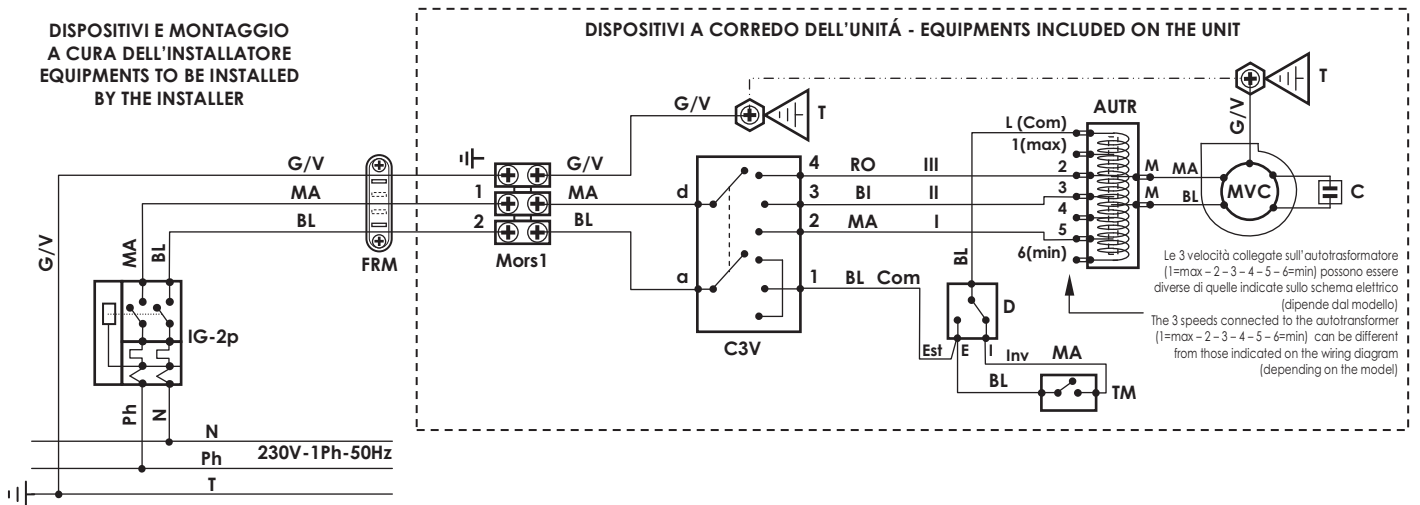 DISPOSITIVI E MONTAGGIO
A CURA DELL'INSTALLATORE
EQUIPMENTS TO BE INSTALLED
BY THE INSTALLER
DISPOSITIVI A CORREDO DELL'UNITÁ - EQUIPMENTS INCLUDED ON THE UNIT
G/V
T
T
AUTR
G/V
L (Com)
1(max)
2
3
4
5
6(min)
M
MA
M
BL
MVC
C
G/V
G/V
MA
1
MA
BL
2
BL
FRM
Mors1
d
a
4
RO
III
3
BI
II
2
MA
I
1
BL
Com
C3V
BL
D
Est
E
I
Inv
MA
BL
TM
Le 3 velocità collegate sull'autotrasformatore
(1=max – 2 – 3 – 4 – 5 – 6=min) possono essere
diverse di quelle indicate sullo schema elettrico
(dipende dal modello)
The 3 speeds connected to the autotransformer
(1=max – 2 – 3 – 4 – 5 – 6=min) can be different
from those indicated on the wiring diagram
(depending on the model)
G/V
MA
BL
IG-2p
Ph
N
N
230V-1Ph-50Hz
Ph
T